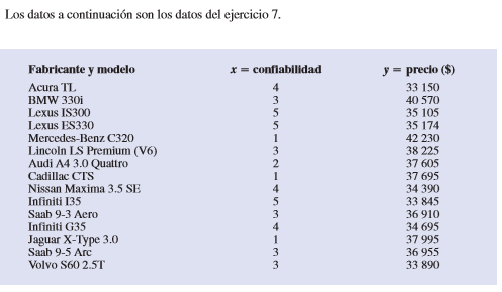 Los datos a continuación son los datos del ejercicio 7.
Fabricante y modelo x = confiabilidad y = precio ($)
Acura TL 4 33 150
BMW 330i 3 40 570
Lexus IS300 5 35 105
Lexus ES330 5 35 174
Mercedes-Benz C320 1 42 230
Lincoln LS Premium (V6) 3 38 225
Audi A4 3.0 Quattro 2 37 605
Cadillac CTS 1 37 695
Nissan Maxima 3.5 SE 4 34 390
Infiniti I35 5 33 845
Saab 9-3 Aero 3 36 910
Infiniti G35 4 34 695
Jaguar X-Type 3.0 1 37 995
Saab 9-5 Arc 3 36 955
Volvo S60 2.5T 3 33 890